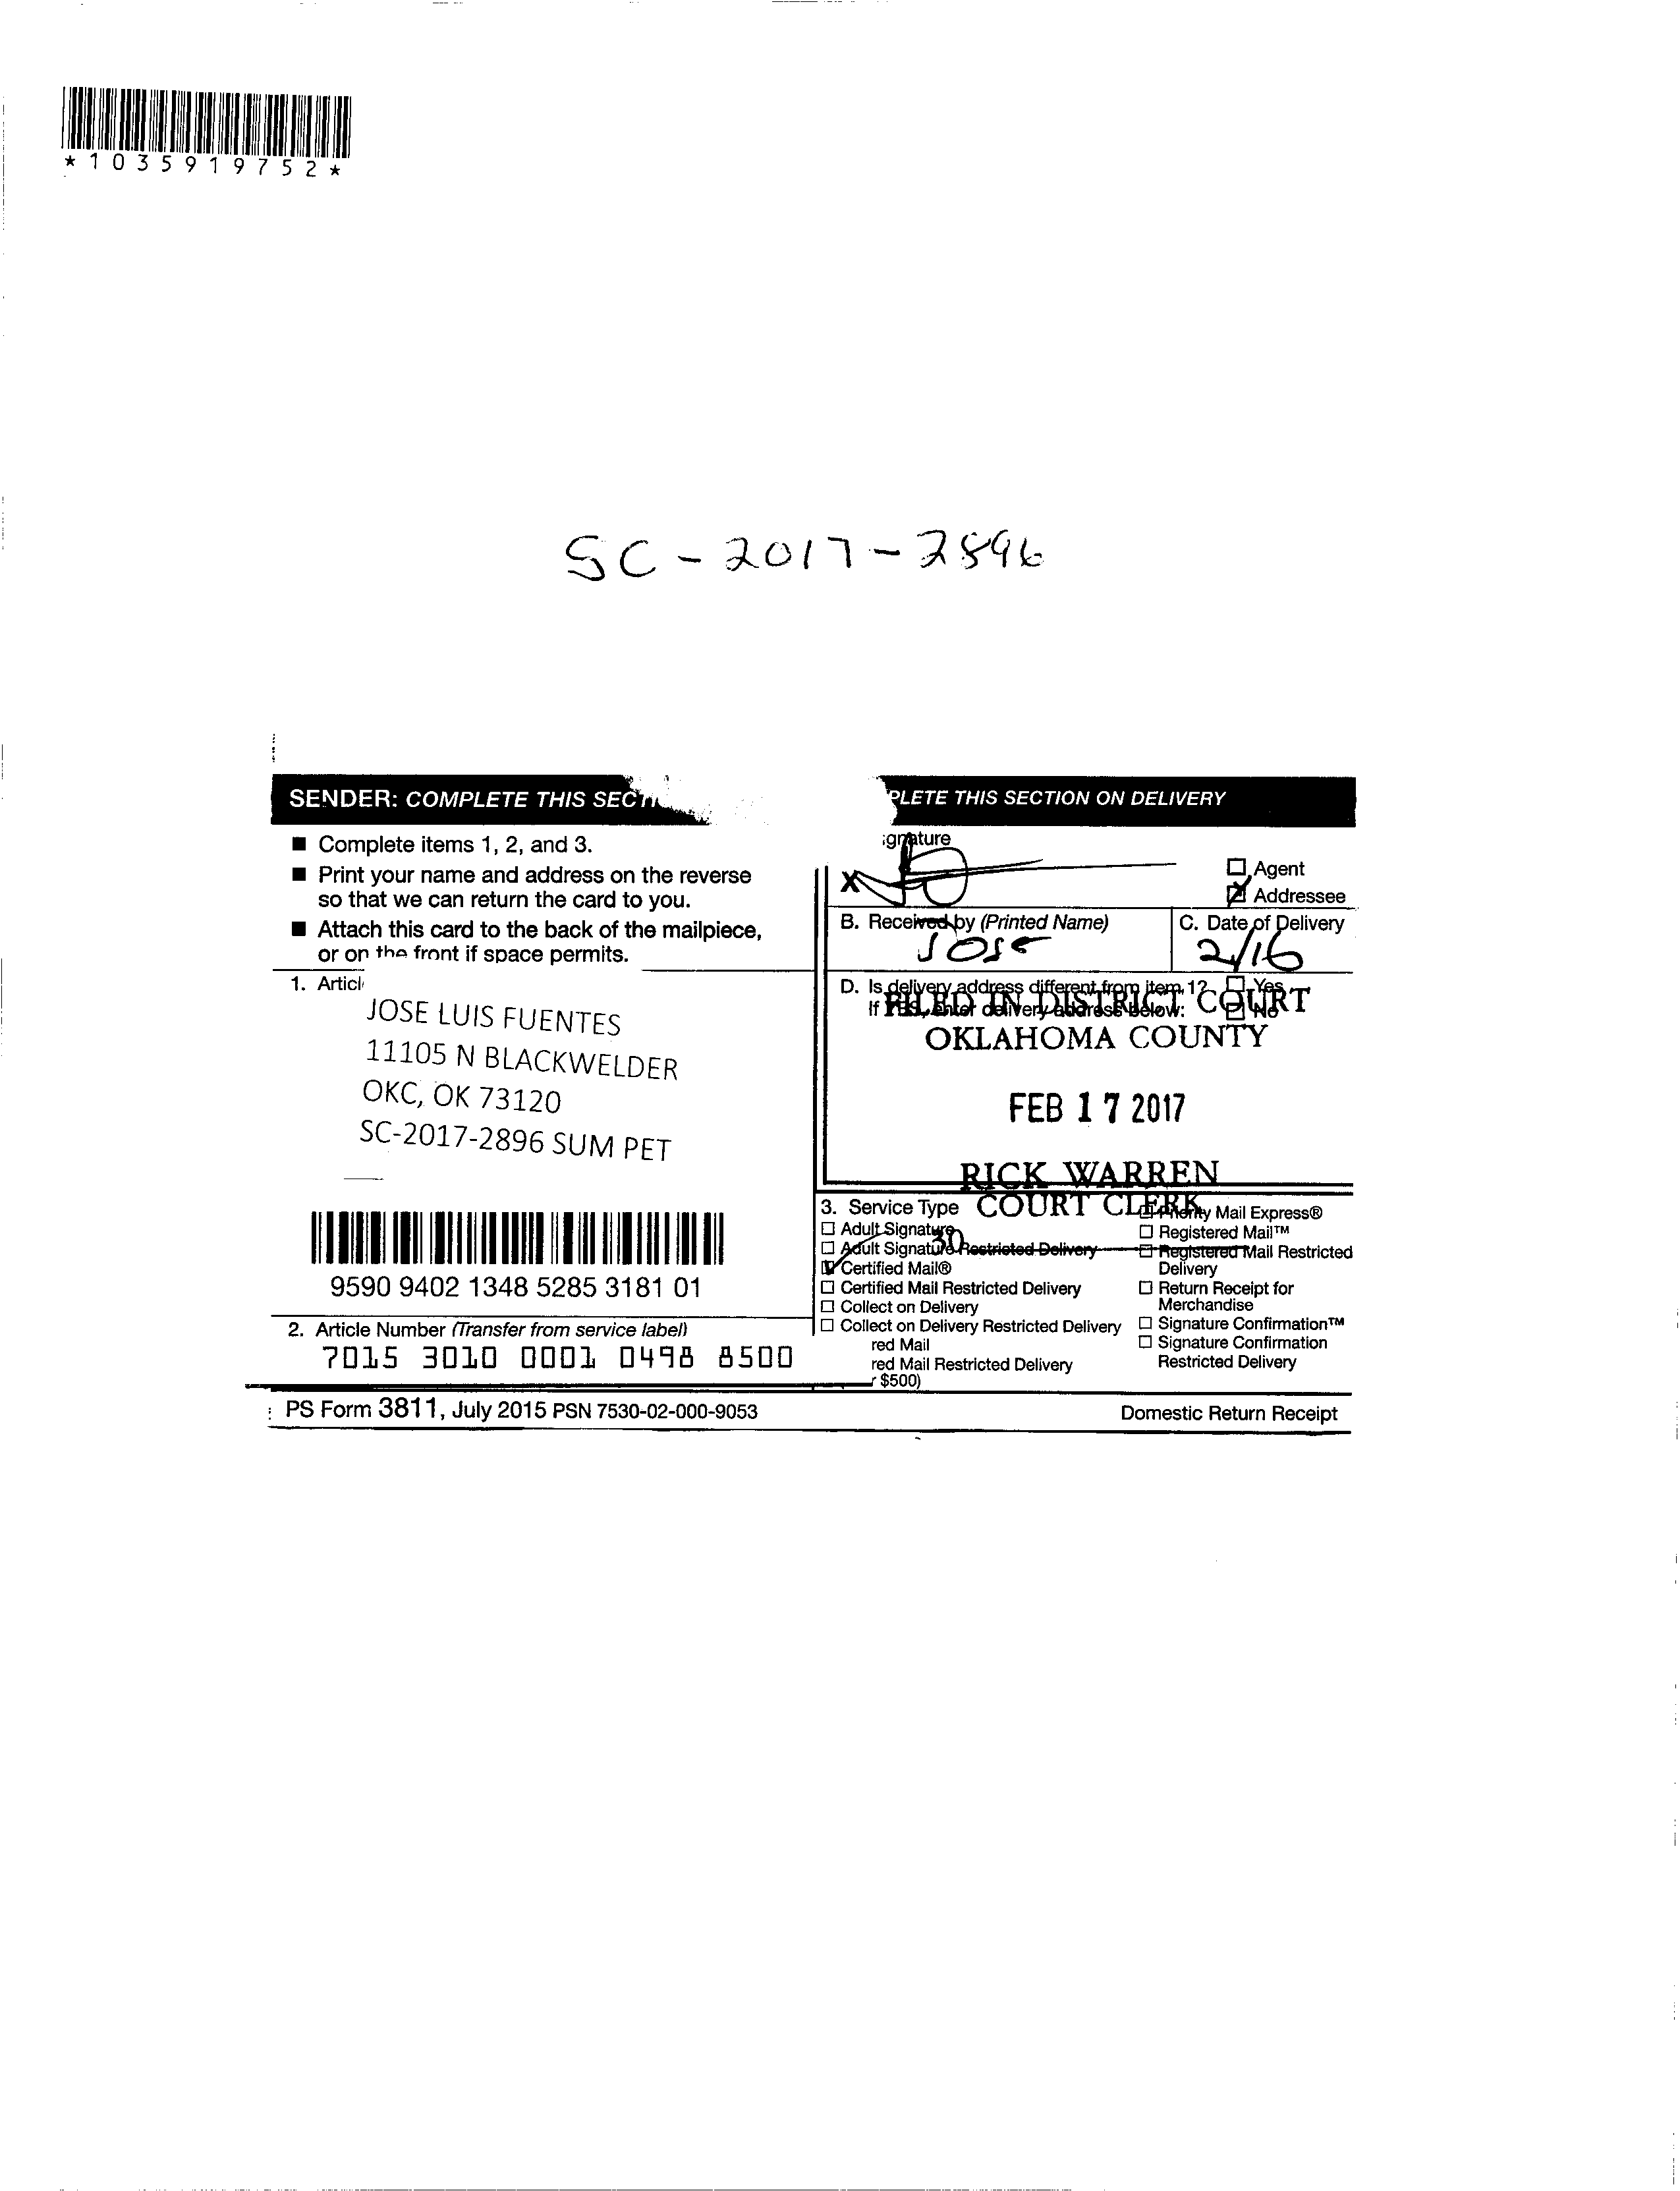 *1035919752*
SC-2017-2896
SENDER: COMPLETE THIS SECTI
■ Complete items 1, 2, and 3.
■ Print your name and address on the reverse
so that we can return the card to you.
■ Attach this card to the back of the mailpiece,
or on the front if space permits.
1. Articl
JOSE LUIS FUENTES
11105 N BLACKWELDER
OKC, OK 73120
SC-2017-2896 SUM PET
9590 9402 1348 5285 3181 01
2. Article Number (Transfer from service label)
7015 3010 0001 0498 8500
PLETE THIS SECTION ON DELIVERY
ignature
X
☐ Agent
☒ Addressee
B. Received by (Printed Name)
JOSE
C. Date of Delivery
2/16
D. Is delivery address different from item 1? ☐ Yes
If YES, enter delivery address below: ☐ No
FILED IN DISTRICT COURT
OKLAHOMA COUNTY
FEB 17 2017
RICK WARREN
COURT CLERK
30
3. Service Type
☐ Adult Signature
☐ Adult Signature Restricted Delivery
☑ Certified Mail®
☐ Certified Mail Restricted Delivery
☐ Collect on Delivery
☐ Collect on Delivery Restricted Delivery
red Mail
red Mail Restricted Delivery
r $500)
☐ Priority Mail Express®
☐ Registered Mail™
☐ Registered Mail Restricted
Delivery
☐ Return Receipt for
Merchandise
☐ Signature Confirmation™
☐ Signature Confirmation
Restricted Delivery
PS Form 3811, July 2015 PSN 7530-02-000-9053
Domestic Return Receipt